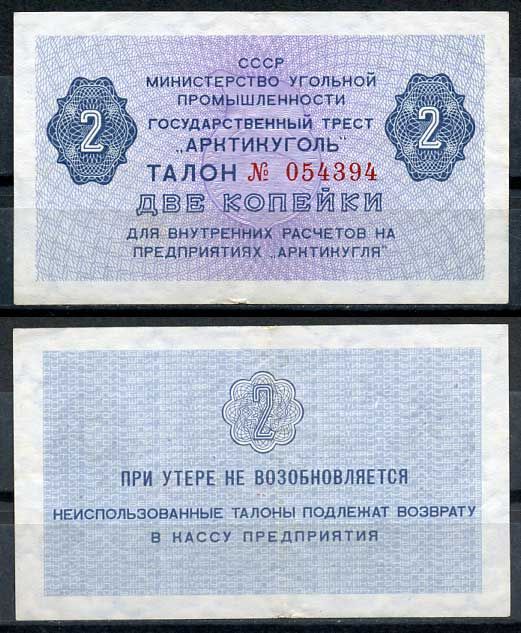 СССР
МИНИСТЕРСТВО УГОЛЬНОЙ
ПРОМЫШЛЕННОСТИ
ГОСУДАРСТВЕННЫЙ ТРЕСТ
„АРКТИКУГОЛЬ"
2 2
ТАЛОН № 054394
ДВЕ КОПЕЙКИ
ДЛЯ ВНУТРЕННИХ РАСЧЕТОВ НА
ПРЕДПРИЯТИЯХ „АРКТИКУГЛЯ"
2
ПРИ УТЕРЕ НЕ ВОЗОБНОВЛЯЕТСЯ
НЕИСПОЛЬЗОВАННЫЕ ТАЛОНЫ ПОДЛЕЖАТ ВОЗВРАТУ
В КАССУ ПРЕДПРИЯТИЯ